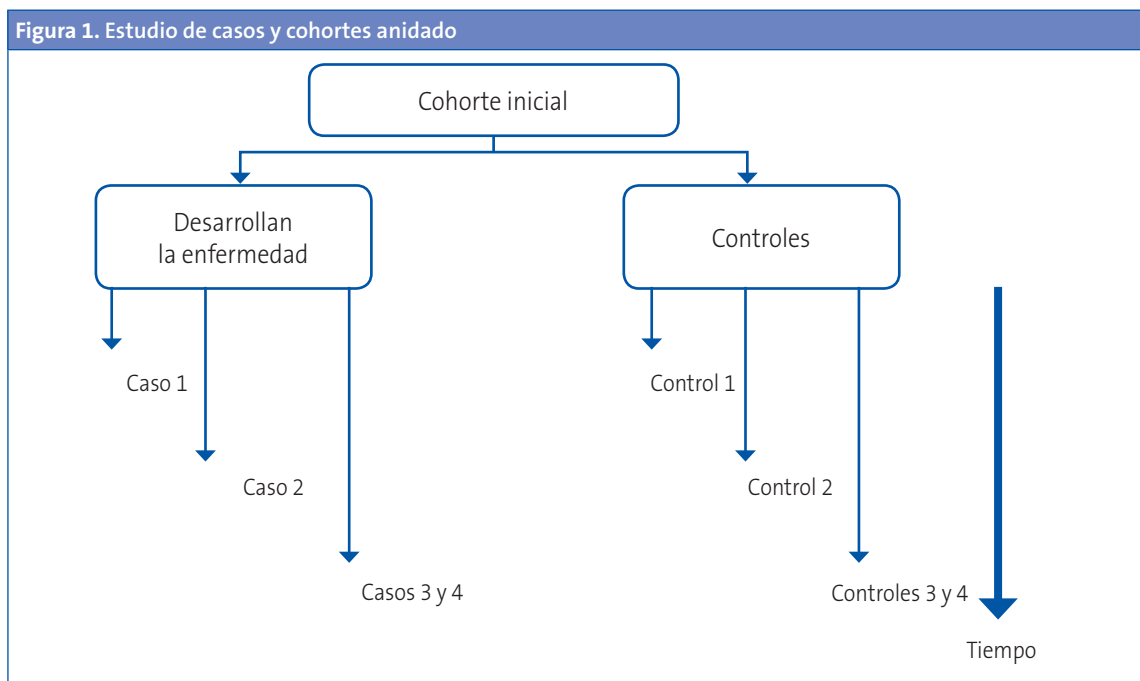 Figura 1. Estudio de casos y cohortes anidado
Cohorte inicial
Desarrollan
la enfermedad
Controles
Caso 1
Control 1
Caso 2
Control 2
Casos 3 y 4
Controles 3 y 4
Tiempo